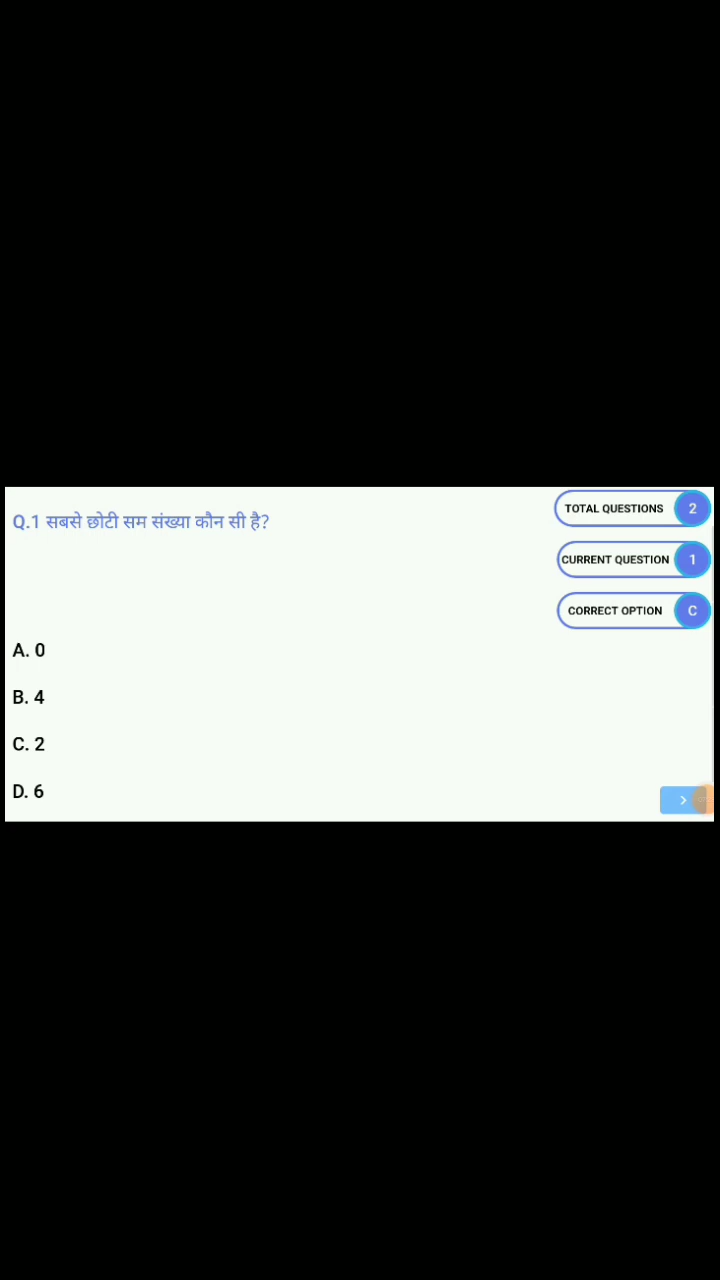 Q.1 सबसे छोटी सम संख्या कौन सी है?
TOTAL QUESTIONS 2
CURRENT QUESTION 1
CORRECT OPTION C
A. 0
B. 4
C. 2
D. 6